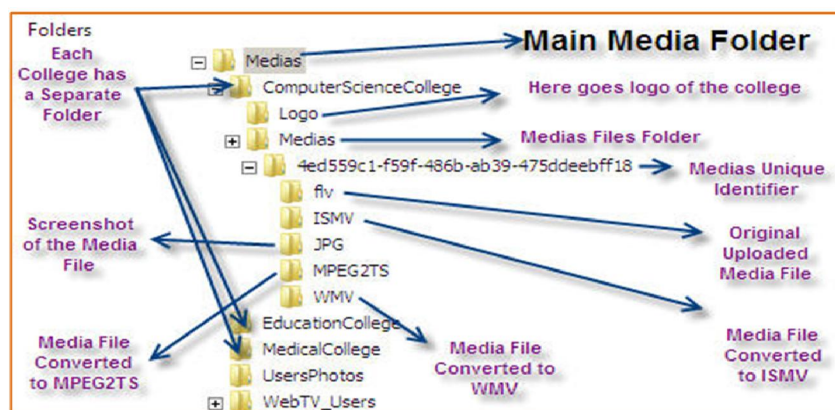 Folders
Each
College has
a Separate
Folder
Medias
Main Media Folder
ComputerScienceCollege
Here goes logo of the college
Logo
Medias
Medias Files Folder
4ed559c1-f59f-486b-ab39-475ddeebff18
Medias Unique
Identifier
flv
ISMV
Screenshot
of the Media
File
JPG
Original
Uploaded
Media File
MPEG2TS
WMV
EducationCollege
Media File
Converted
to MPEG2TS
MedicalCollege
Media File
Converted to
WMV
Media File
Converted
to ISMV
UsersPhotos
WebTV_Users